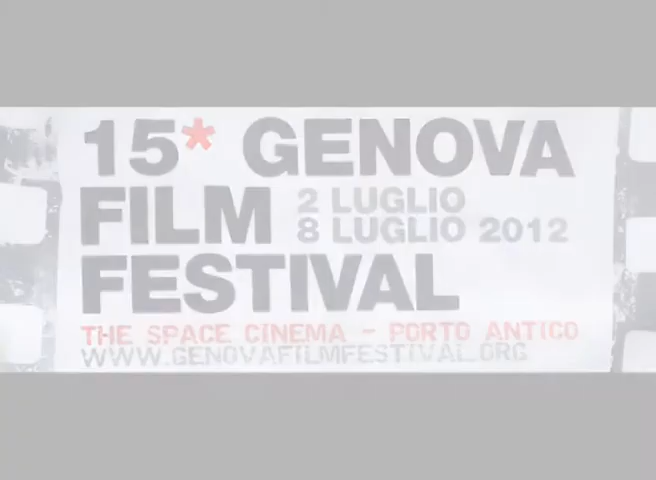 15* GENOVA
FILM
2 LUGLIO
8 LUGLIO 2012
FESTIVAL
THE SPACE CINEMA - PORTO ANTICO
WWW.GENOVAFILMFESTIVAL.ORG